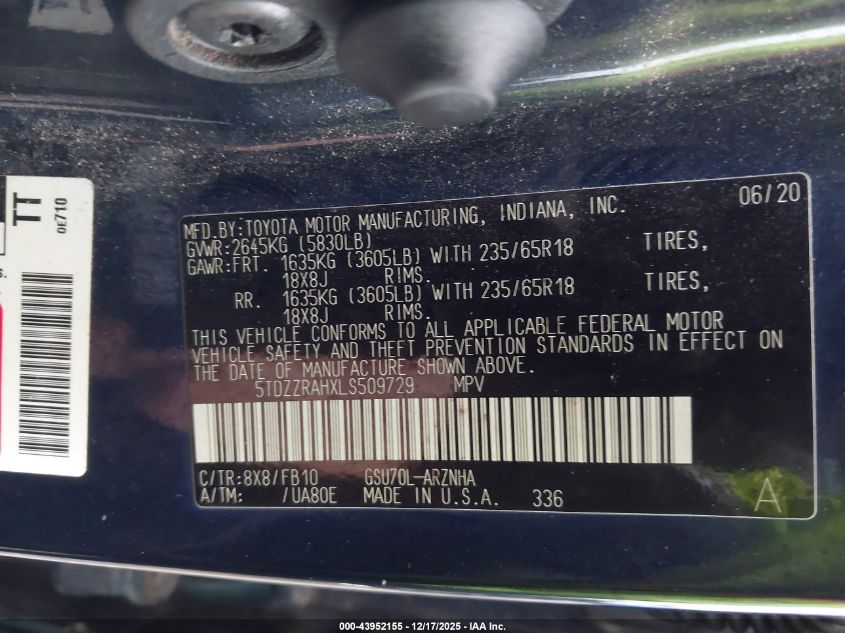 TT
0E710
S.
06/20
MFD.BY:TOYOTA MOTOR MANUFACTURING, INDIANA, INC.
GVWR:2645KG (5830LB)
GAWR:FRT. 1635KG (3605LB) WITH 235/65R18 TIRES,
18X8J RIMS.
RR. 1635KG (3605LB) WITH 235/65R18 TIRES,
18X8J RIMS.
THIS VEHICLE CONFORMS TO ALL APPLICABLE FEDERAL MOTOR
VEHICLE SAFETY AND THEFT PREVENTION STANDARDS IN EFFECT ON
THE DATE OF MANUFACTURE SHOWN ABOVE.
5TDZZRAHXLS509729 MPV
C/TR:8X8/FB10 GSU70L-ARZNHA
A/TM: /UA80E MADE IN U.S.A. 336
A
000-43952155 - 12/17/2025 - IAA Inc.